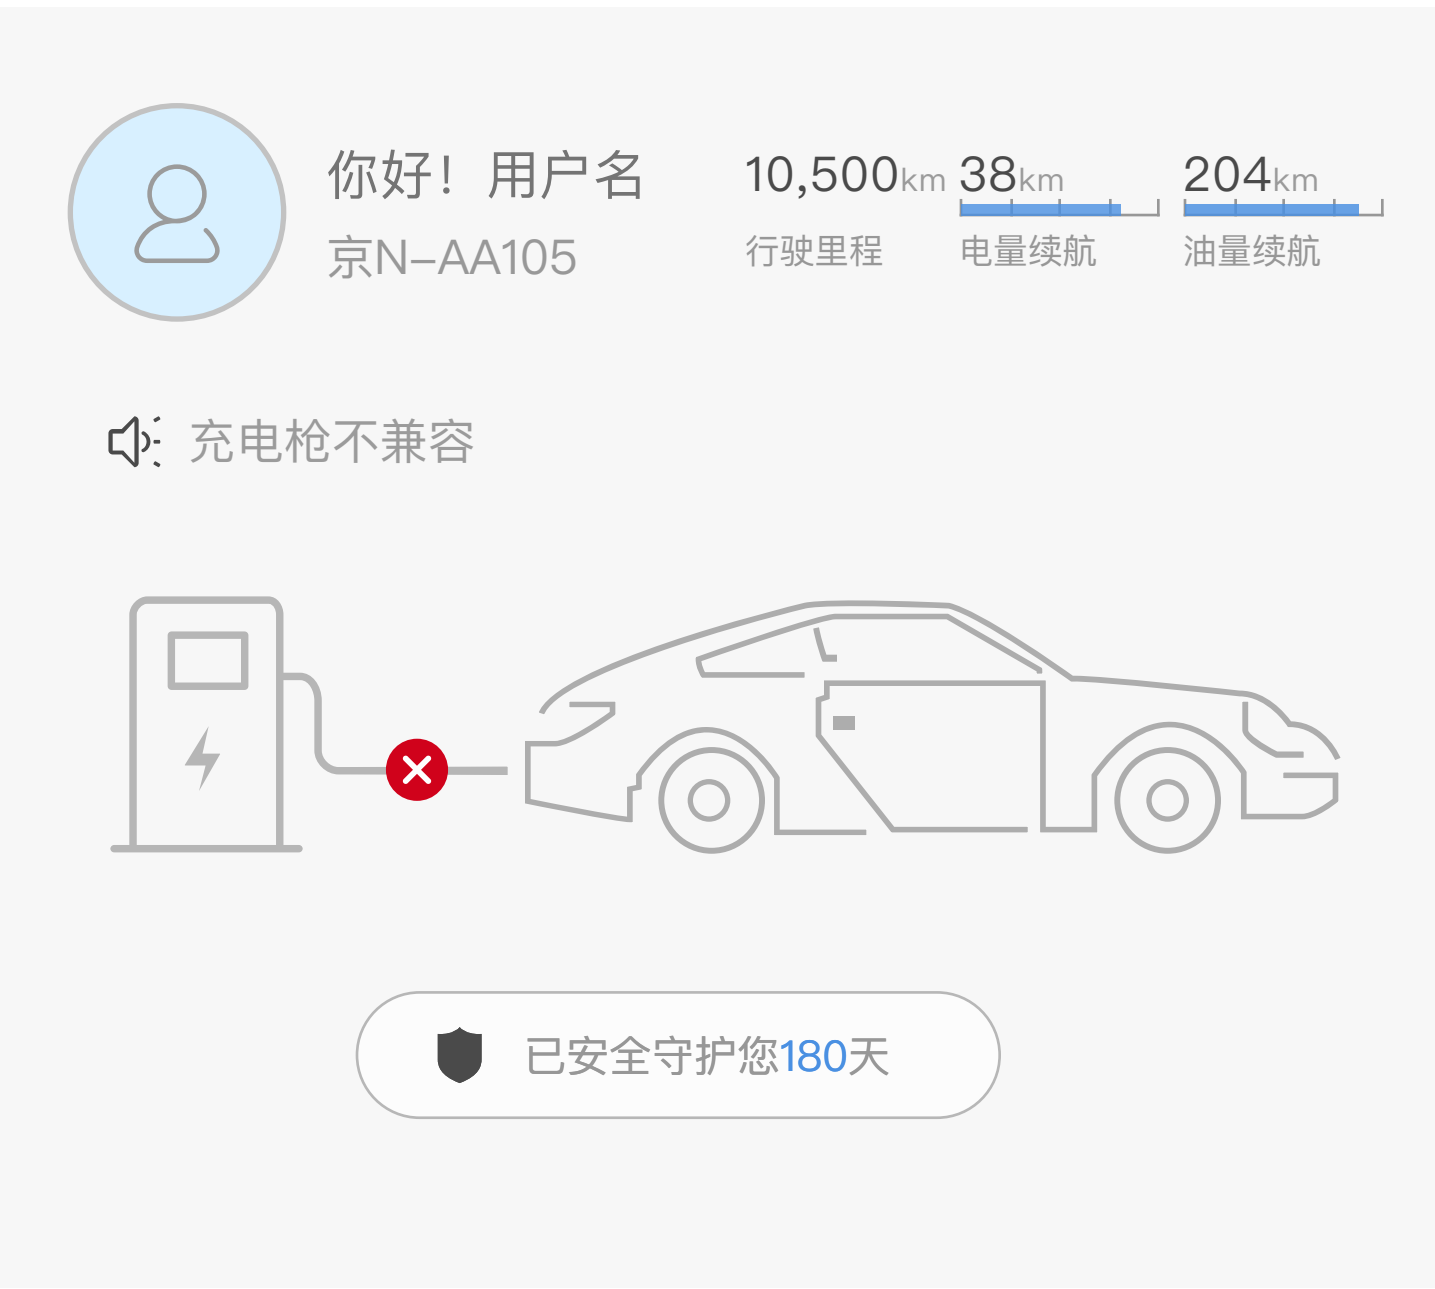 你好！用户名
京N–AA105
10,500km
行驶里程
38km
电量续航
204km
油量续航
充电枪不兼容
已安全守护您180天